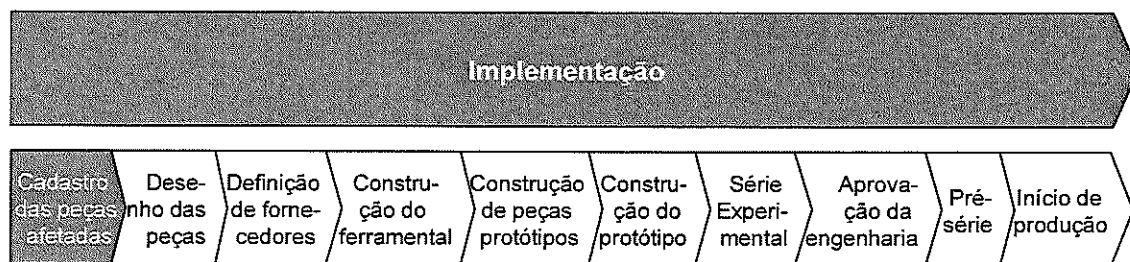 Implementação
Cadastro
das peças
afetadas
Dese-
nho das
peças
Definição
de forne-
cedores
Constru-
ção do
ferramental
Construção
de peças
protótipos
Constru-
ção do
protótipo
Série
Experi-
mental
Aprova-
ção da
engenharia
Pré-
série
Início de
produção